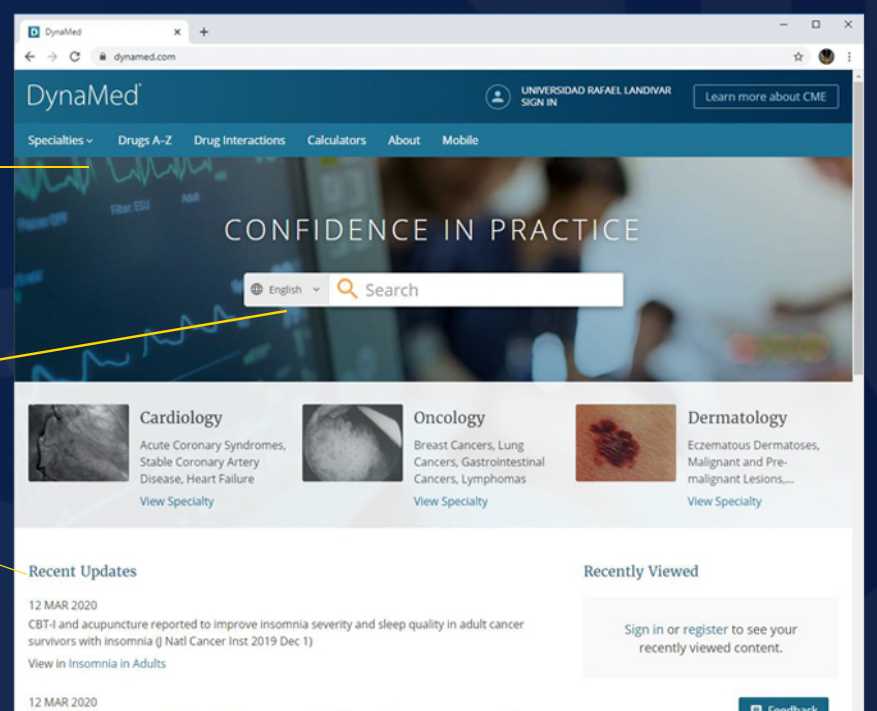 DynaMed
dynamed.com
DynaMed
UNIVERSIDAD RAFAEL LANDIVAR
SIGN IN
Learn more about CME
Specialties
Drugs A–Z
Drug Interactions
Calculators
About
Mobile
Filter: ESU
Adult
CONFIDENCE IN PRACTICE
English
Search
Cardiology
Acute Coronary Syndromes,
Stable Coronary Artery
Disease, Heart Failure
View Specialty
Oncology
Breast Cancers, Lung
Cancers, Gastrointestinal
Cancers, Lymphomas
View Specialty
Dermatology
Eczematous Dermatoses,
Malignant and Pre-
malignant Lesions,...
View Specialty
Recent Updates
12 MAR 2020
CBT-I and acupuncture reported to improve insomnia severity and sleep quality in adult cancer
survivors with insomnia (J Natl Cancer Inst 2019 Dec 1)
View in Insomnia in Adults
12 MAR 2020
Recently Viewed
Sign in or register to see your
recently viewed content.
Feedback